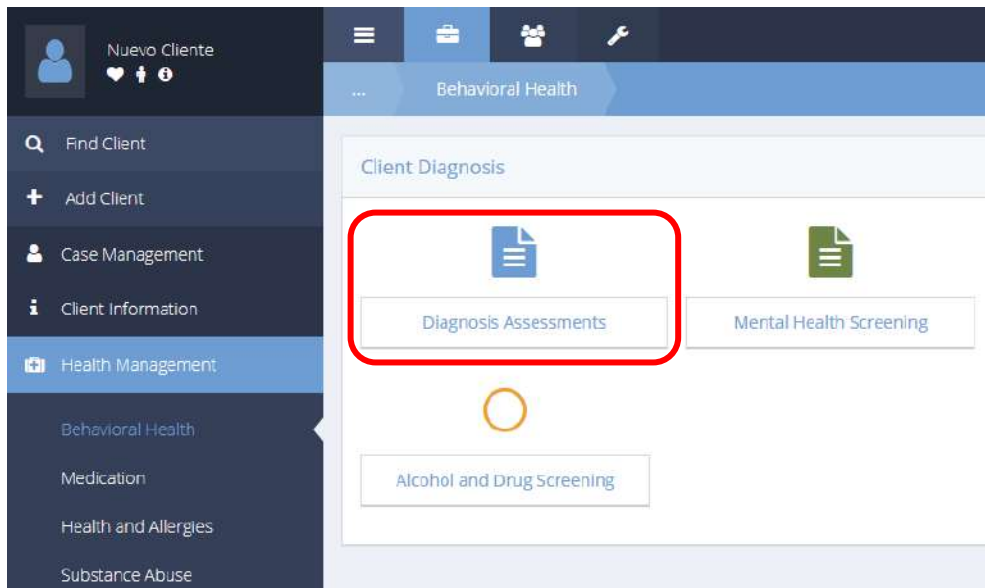 Nuevo Cliente
... Behavioral Health
Find Client
Add Client
Case Management
Client Information
Health Management
Behavioral Health
Medication
Health and Allergies
Substance Abuse
Client Diagnosis
Diagnosis Assessments
Mental Health Screening
Alcohol and Drug Screening